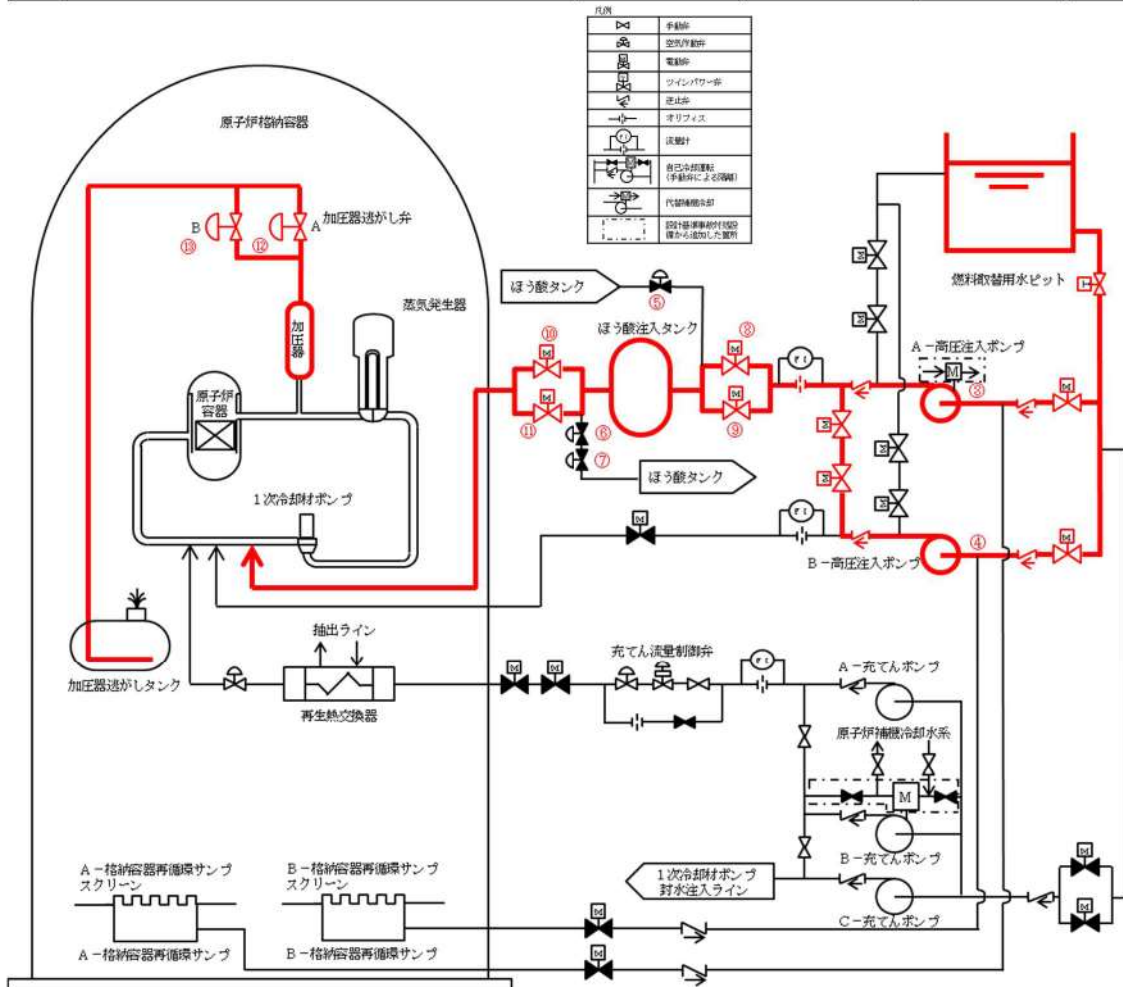 凡例
手動弁
空気作動弁
電動弁
ツインパワー弁
逆止弁
オリフィス
流量計
自己冷却運転
(手動弁による隔離)
代替補機冷却
設計基準事故対処設
備から追加した箇所
原子炉格納容器
加圧器逃がし弁
B
A
⑬
⑫
加圧器
蒸気発生器
原子炉
容器
1次冷却材ポンプ
加圧器逃がしタンク
ほう酸タンク
⑤
ほう酸注入タンク
⑩
M
⑪
M
⑥
⑦
ほう酸タンク
⑧
M
⑨
M
FI
燃料取替用水ピット
A-高圧注入ポンプ
M
③
M
M
M
M
M
M
M
④
M
B-高圧注入ポンプ
FI
M
抽出ライン
再生熱交換器
M
M
充てん流量制御弁
FI
A-充てんポンプ
原子炉補機冷却水系
M
B-充てんポンプ
1次冷却材ポンプ
封水注入ライン
C-充てんポンプ
M
M
A-格納容器再循環サンプ
スクリーン
B-格納容器再循環サンプ
スクリーン
M
M
A-格納容器再循環サンプ
B-格納容器再循環サンプ